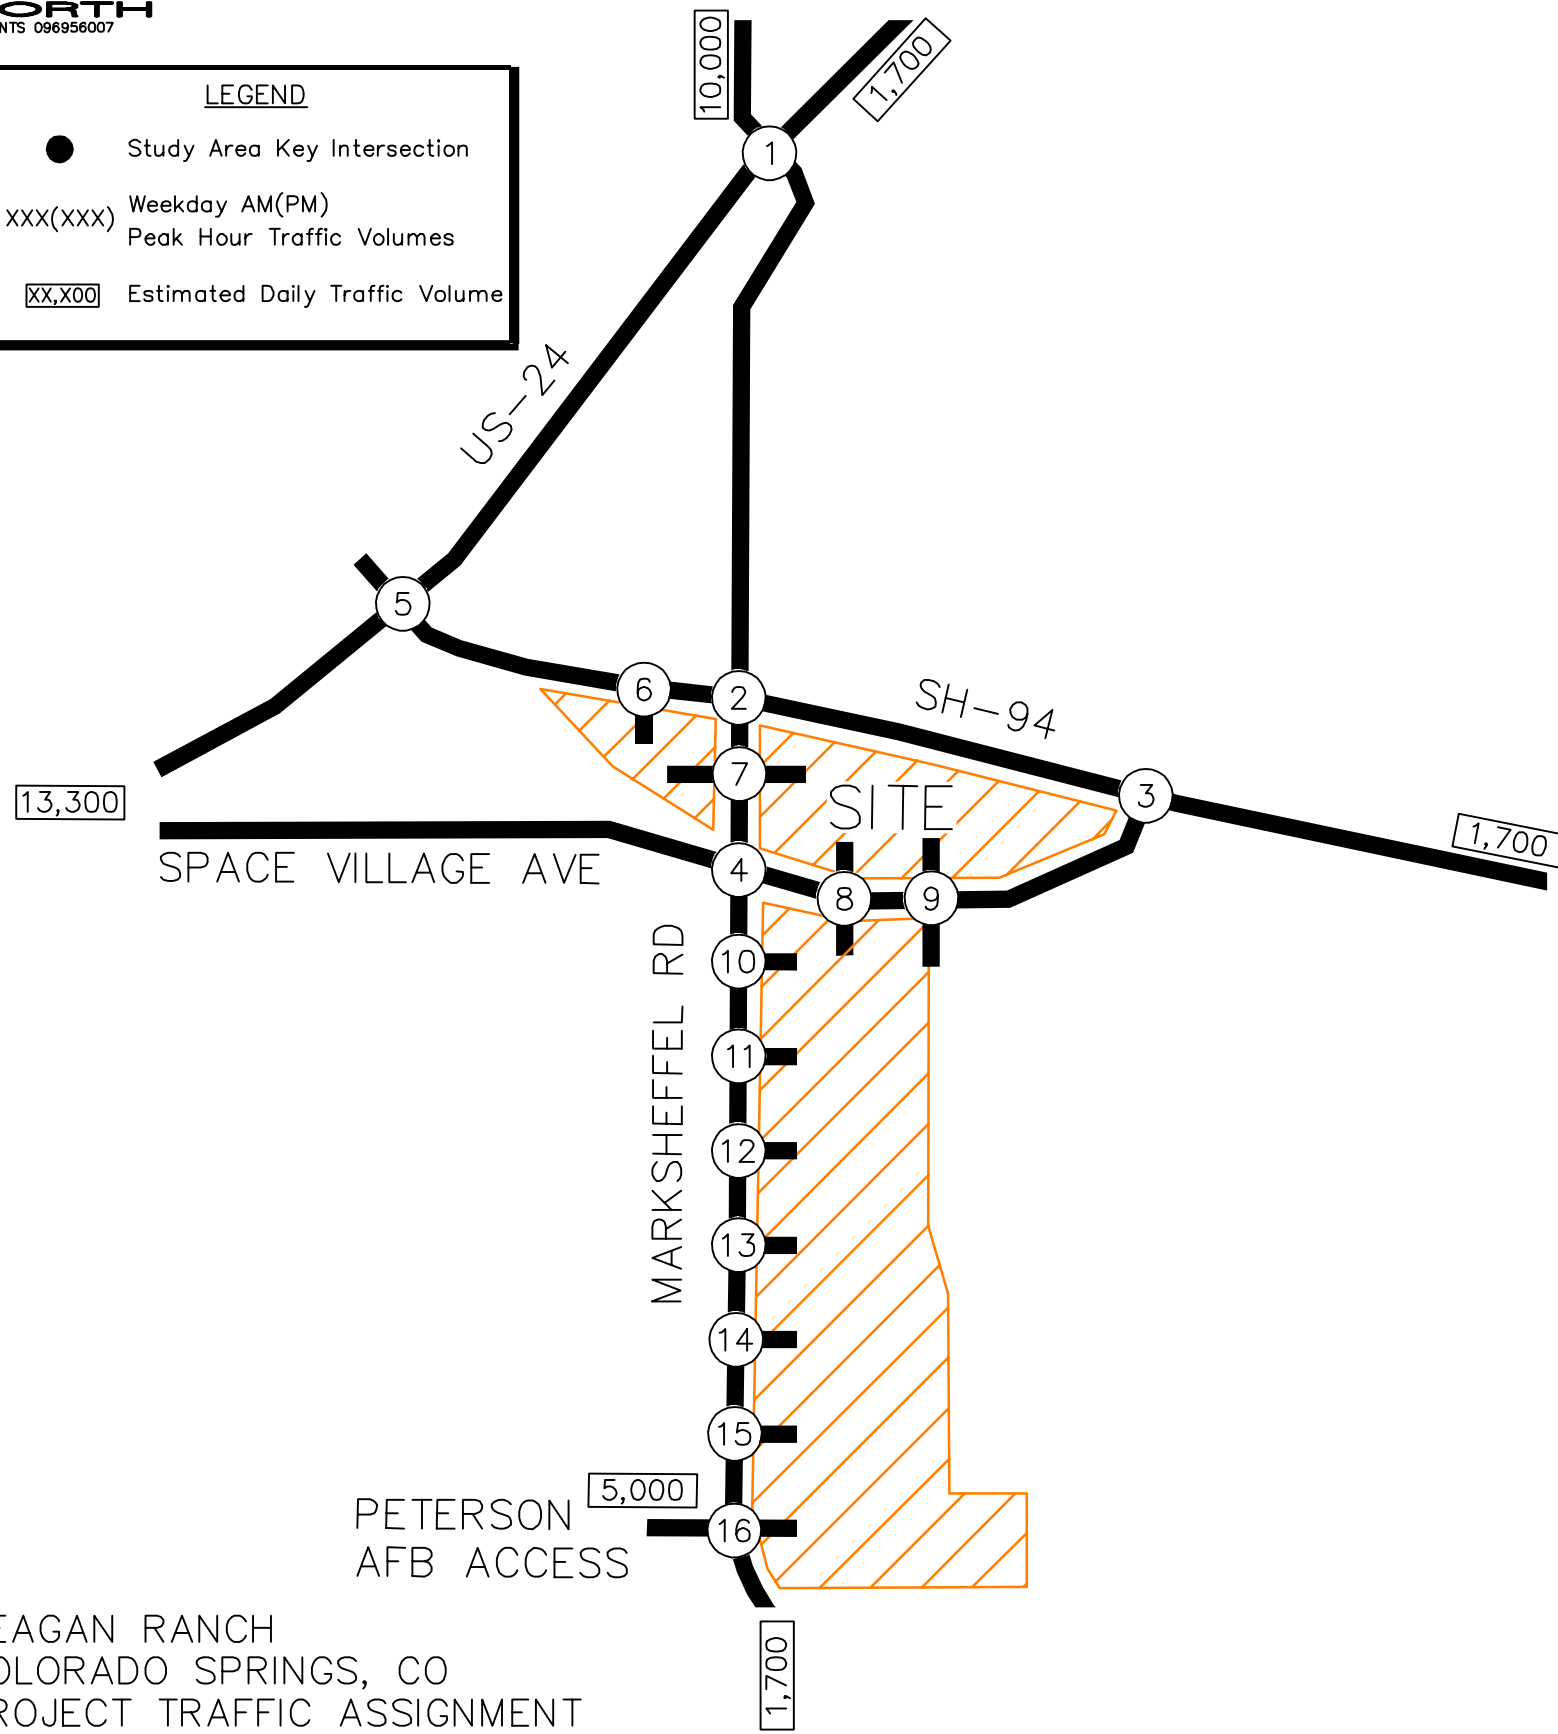 ORTH
NTS 096956007
LEGEND
Study Area Key Intersection
XXX(XXX) Weekday AM(PM)
Peak Hour Traffic Volumes
XX,X00 Estimated Daily Traffic Volume
10,000
1,700
1
US-24
5
6
2
SH-94
7
3
SITE
13,300
1,700
SPACE VILLAGE AVE
4
8
9
MARKSHEFFEL RD
10
11
12
13
14
15
5,000
PETERSON
AFB ACCESS
16
1,700
EAGAN RANCH
OLORADO SPRINGS, CO
ROJECT TRAFFIC ASSIGNMENT